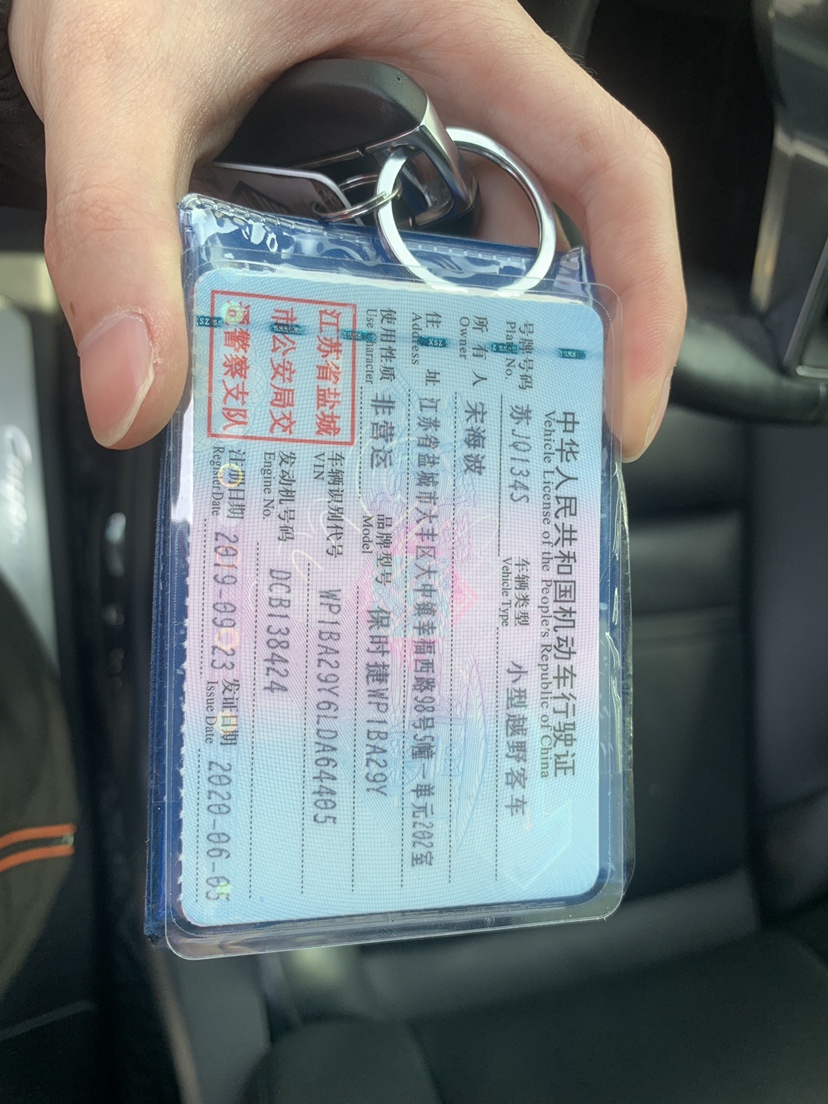 中华人民共和国机动车行驶证
Vehicle License of the People's Republic of China
号牌号码 苏JQ134S 车辆类型 小型越野客车
Plate No. Vehicle Type
所有人 宋海波
Owner
住址 江苏省盐城市大丰区大中镇幸福西路98号5幢一单元202室
Address
使用性质 非营运 品牌型号 保时捷WP1BA29Y
Use Character Model
江苏省盐城
市公安局交
通警察支队
车辆识别代号 WP1BA29Y6LDA64405
VIN
发动机号码 DCB138424
Engine No.
注册日期 2019-09-23 发证日期 2020-06-05
Register Date Issue Date